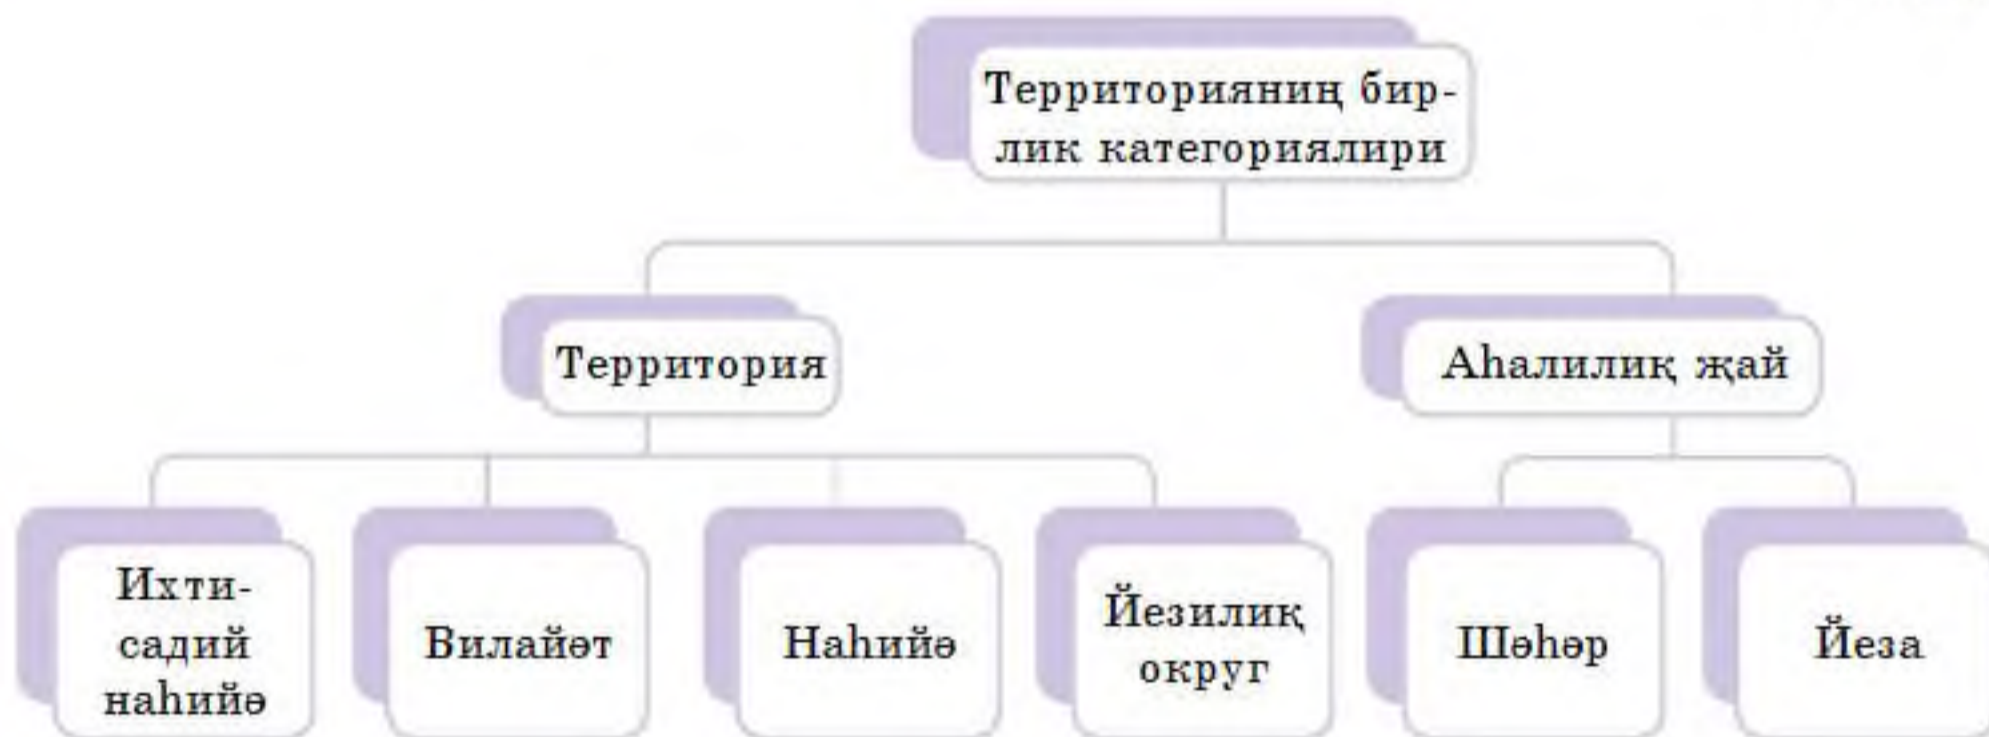 Территорияниң бир-
лик категориялири
Территория
Аһалилиқ җай
Ихти-
садий
наһийә
Вилайәт
Наһийә
Йезилиқ
округ
Шәһәр
Йеза